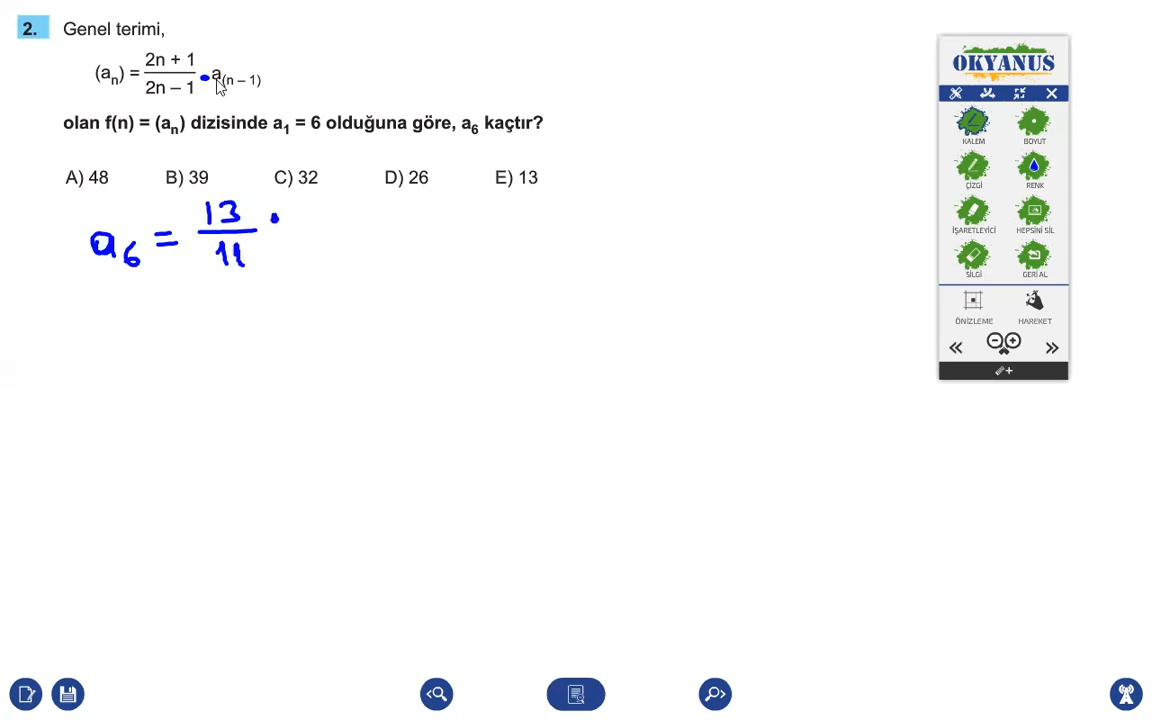 2. Genel terimi,
(aₙ) = (2n + 1)/(2n – 1) • a₍ₙ ₋ ₁₎
olan f(n) = (aₙ) dizisinde a₁ = 6 olduğuna göre, a₆ kaçtır?
A) 48 B) 39 C) 32 D) 26 E) 13
a₆ = 13/11 •
OKYANUS
KALEM BOYUT
ÇİZGİ RENK
İŞARETLEYİCİ HEPSİNİ SİL
SİLGİ GERİ AL
ÖNİZLEME HAREKET